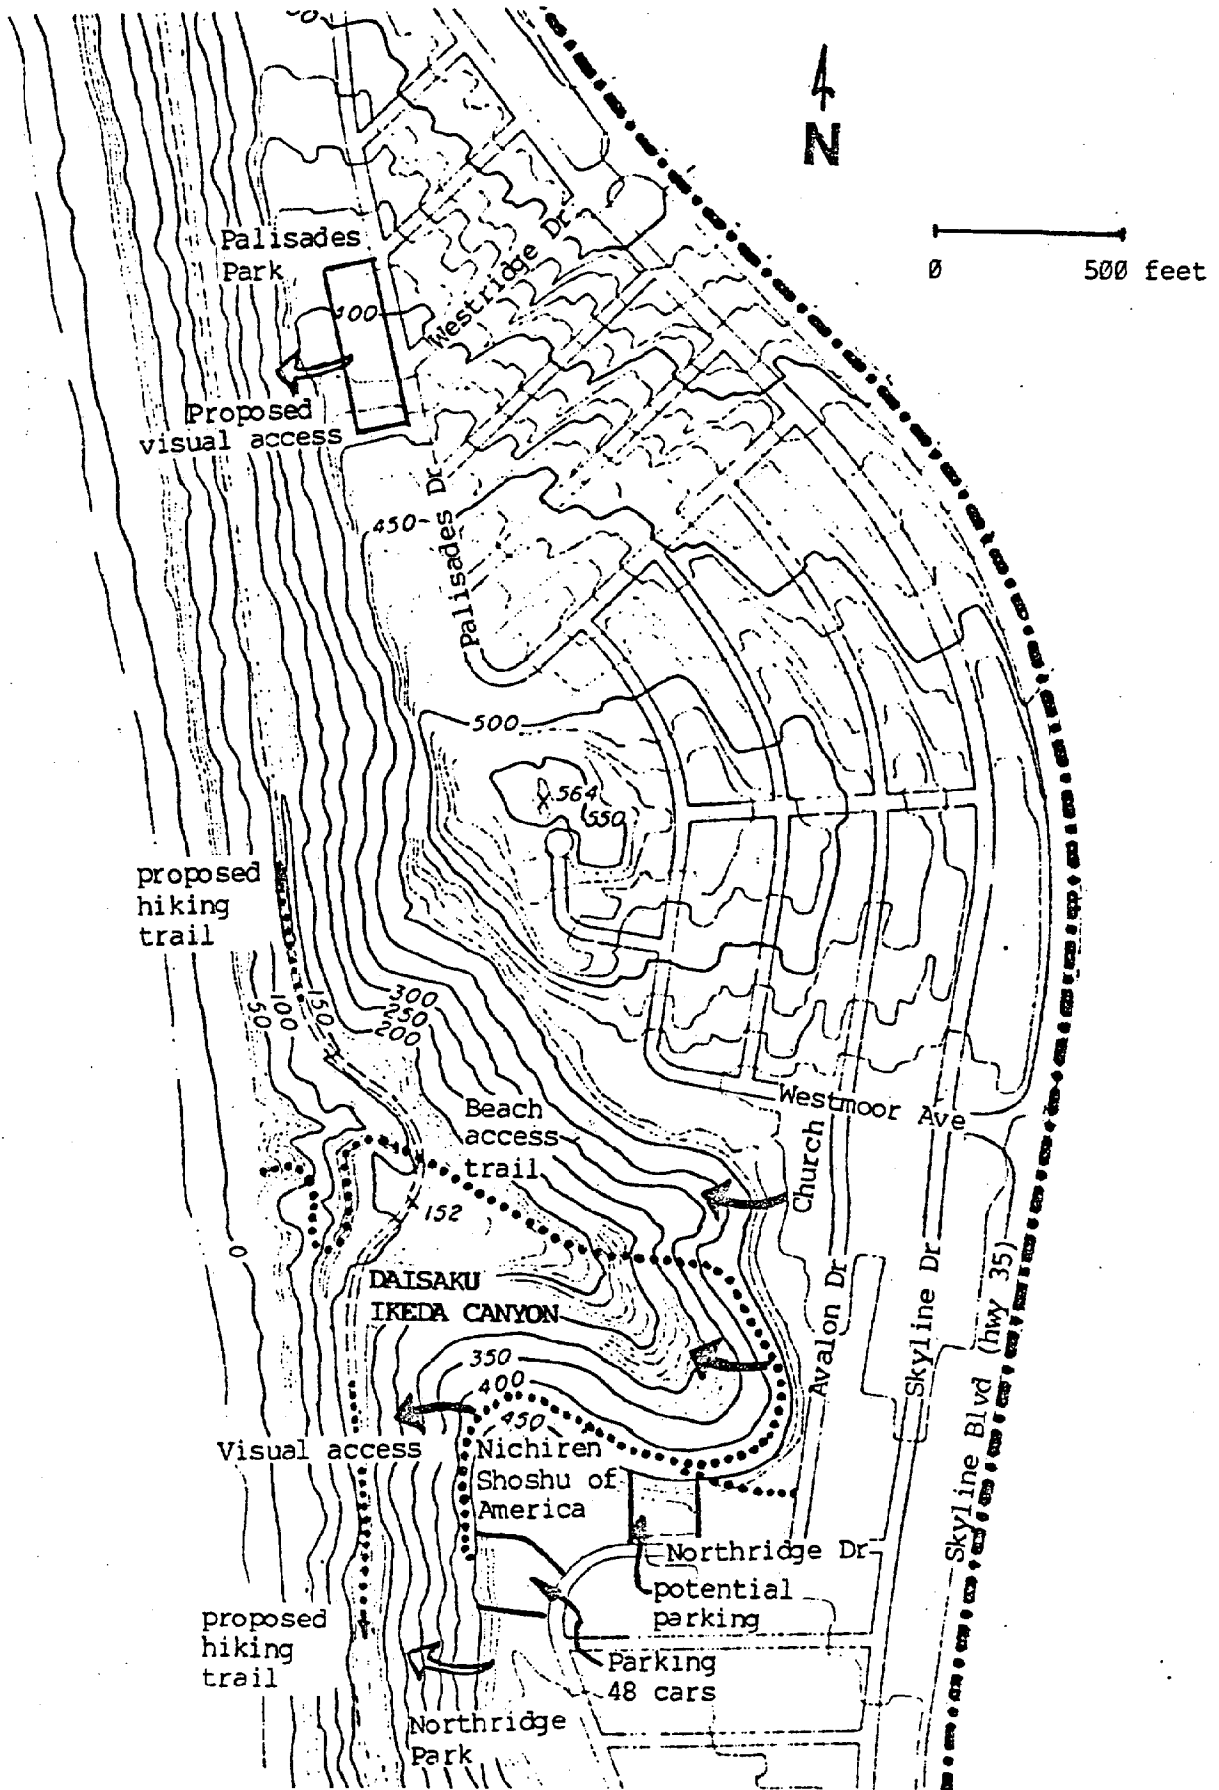 N
0 500 feet
Palisades
Park
400
Westridge Dr
Proposed
visual access
450
Palisades Dr
500
564
550
proposed
hiking
trail
50
100
150
300
250
200
Beach
access
trail
Westmoor Ave
Church
152
0
DAISAKU
IKEDA CANYON
Avalon Dr
Skyline Dr
Skyline Blvd (hwy 35)
350
400
450
Visual access
Nichiren
Shoshu of
America
Northridge Dr
potential
parking
proposed
hiking
trail
Parking
48 cars
Northridge
Park